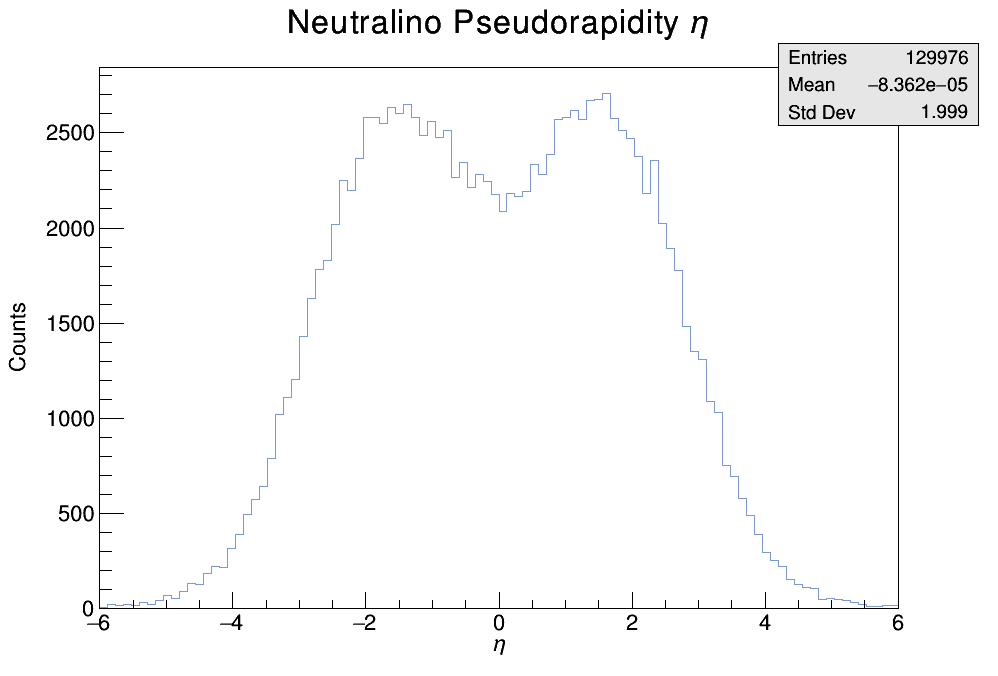 Neutralino Pseudorapidity η
Entries 129976
Mean −8.362e−05
Std Dev 1.999
Counts
2500
2000
1500
1000
500
0
−6 −4 −2 0 2 4 6
η